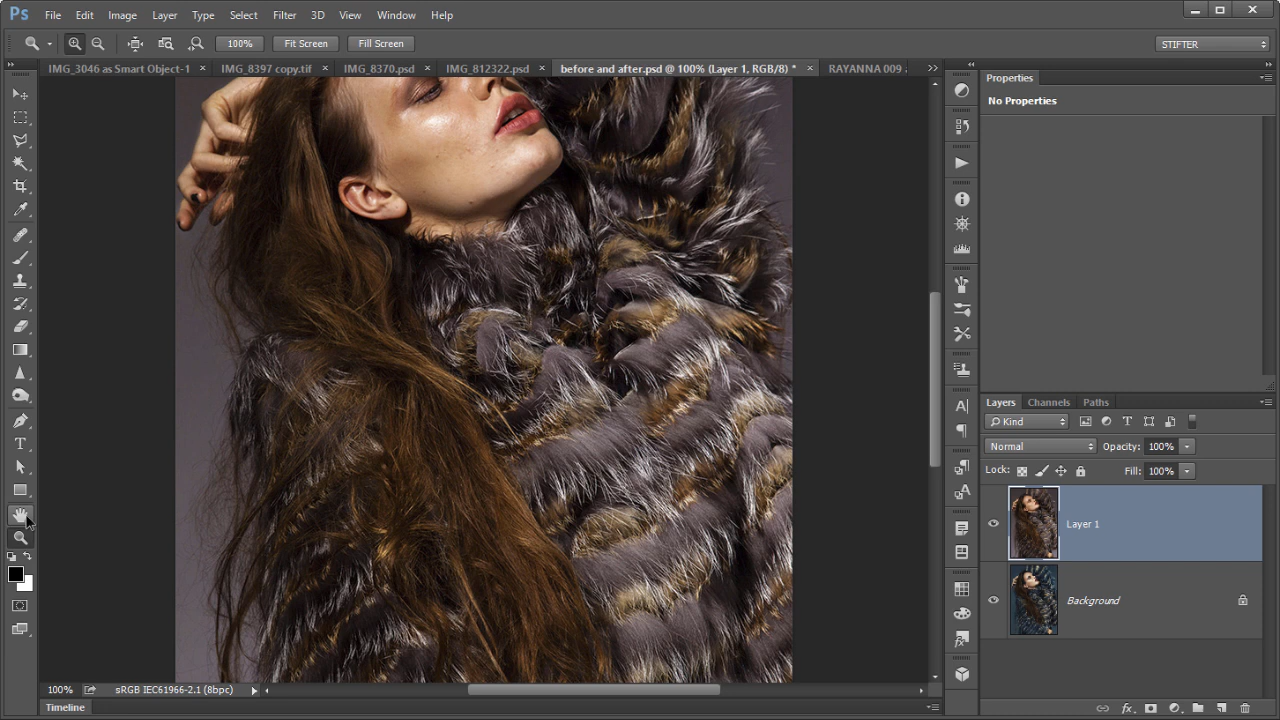 Ps File Edit Image Layer Type Select Filter 3D View Window Help
100% Fit Screen Fill Screen STIFTER
IMG_3046 as Smart Object-1 × IMG_8397 copy.tif × IMG_8370.psd × IMG_812322.psd × before and after.psd @ 100% (Layer 1, RGB/8) * × RAYANNA 009
Properties
No Properties
Layers Channels Paths
Kind
Normal Opacity: 100%
Lock: Fill: 100%
Layer 1
Background
100% sRGB IEC61966-2.1 (8bpc)
Timeline